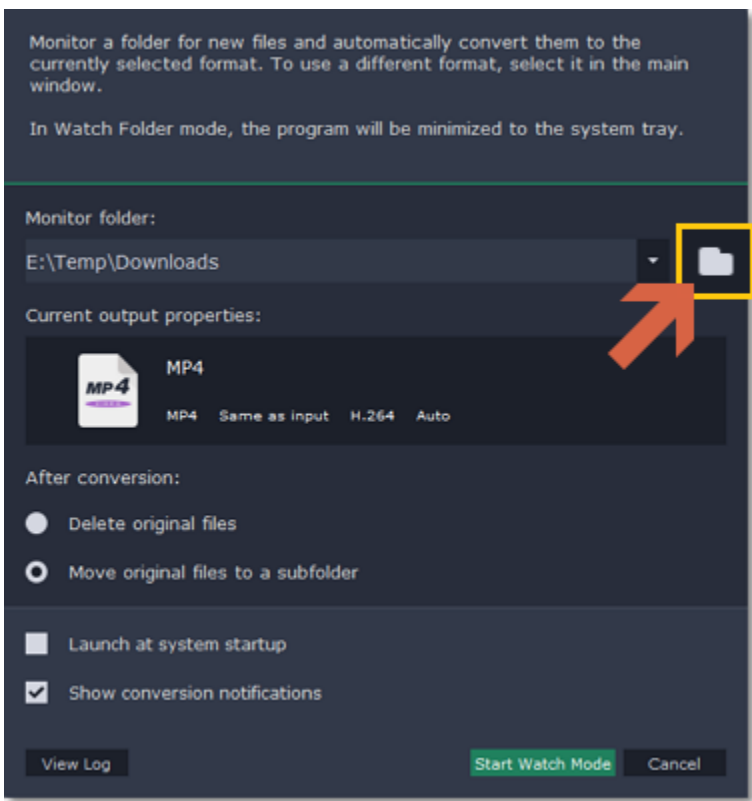 Monitor a folder for new files and automatically convert them to the
currently selected format. To use a different format, select it in the main
window.
In Watch Folder mode, the program will be minimized to the system tray.
Monitor folder:
E:\Temp\Downloads
Current output properties:
MP4
MP4
MP4 Same as input H.264 Auto
After conversion:
Delete original files
Move original files to a subfolder
Launch at system startup
Show conversion notifications
View Log Start Watch Mode Cancel